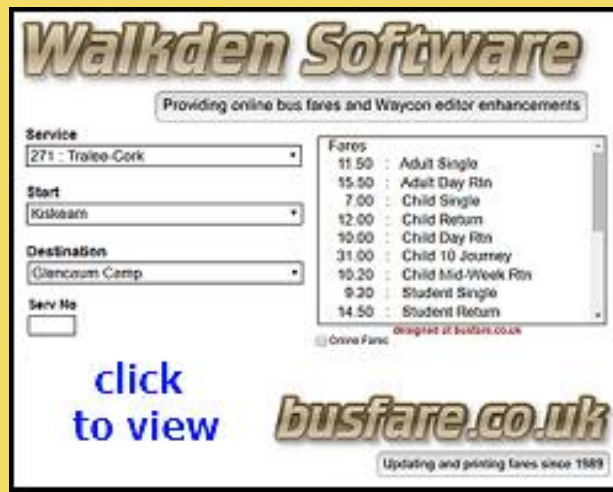 Walkden Software
Providing online bus fares and Waycon editor enhancements
Service
271 : Tralee-Cork
Start
Kiskeam
Destination
Glencaum Camp
Serv No
Fares
11.50 : Adult Single
15.50 : Adult Day Rtn
7.00 : Child Single
12.00 : Child Return
10.00 : Child Day Rtn
31.00 : Child 10 Journey
10.20 : Child Mid-Week Rtn
9.20 : Student Single
14.50 : Student Return
designed at busfare.co.uk
Online Fares
click
to view
busfare.co.uk
Updating and printing fares since 1989